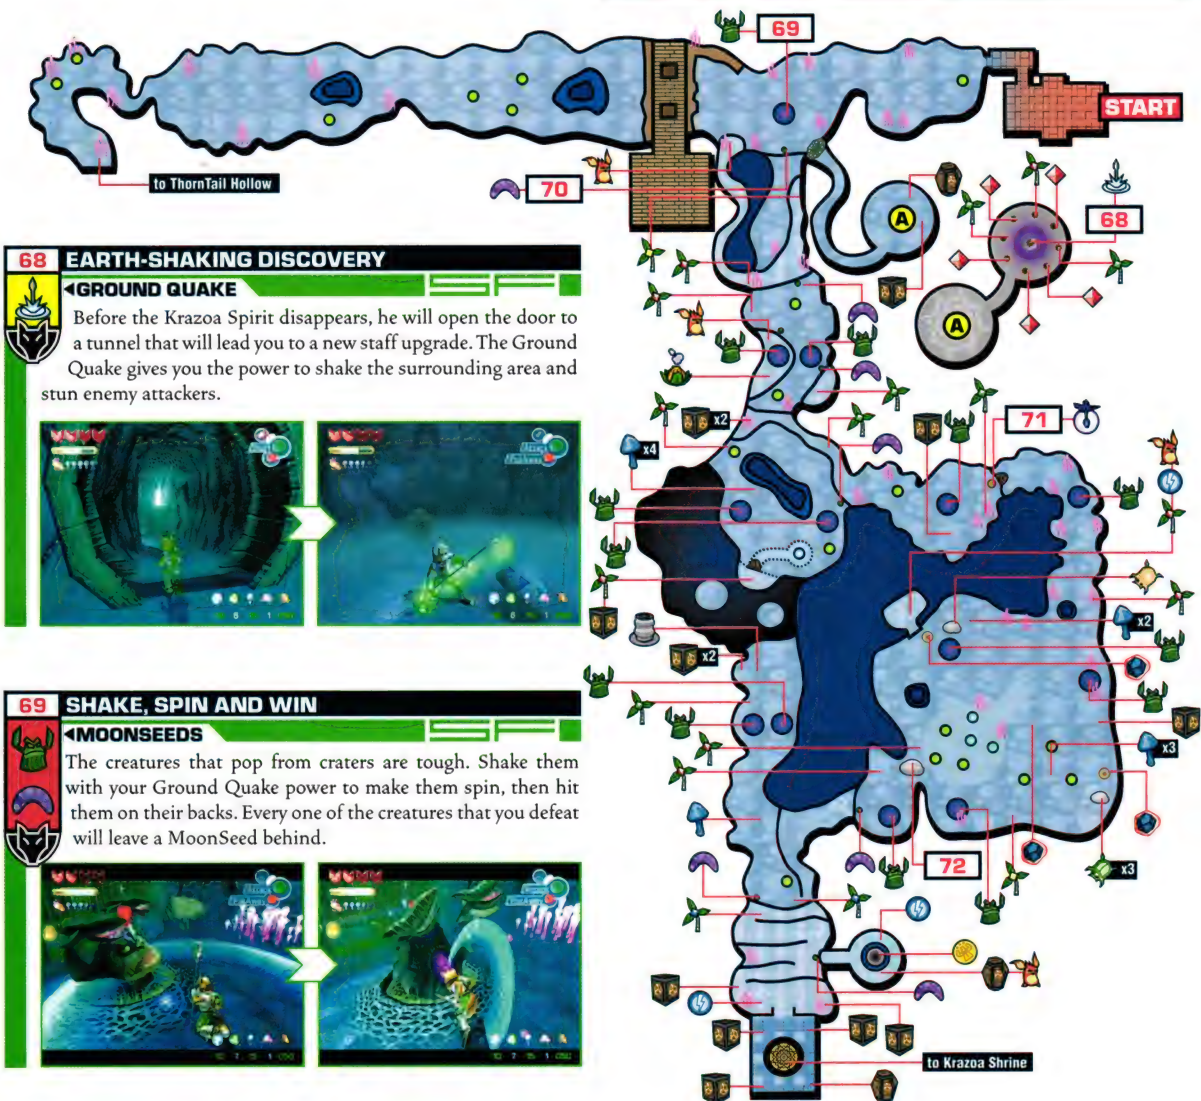 69
START
to ThornTail Hollow
70
A
68
A
68 EARTH-SHAKING DISCOVERY
GROUND QUAKE
Before the Krazoa Spirit disappears, he will open the door to
a tunnel that will lead you to a new staff upgrade. The Ground
Quake gives you the power to shake the surrounding area and
stun enemy attackers.
x2
71
x4
x2
x2
x3
69 SHAKE, SPIN AND WIN
MOONSEEDS
The creatures that pop from craters are tough. Shake them
with your Ground Quake power to make them spin, then hit
them on their backs. Every one of the creatures that you defeat
will leave a MoonSeed behind.
72
x3
to Krazoa Shrine